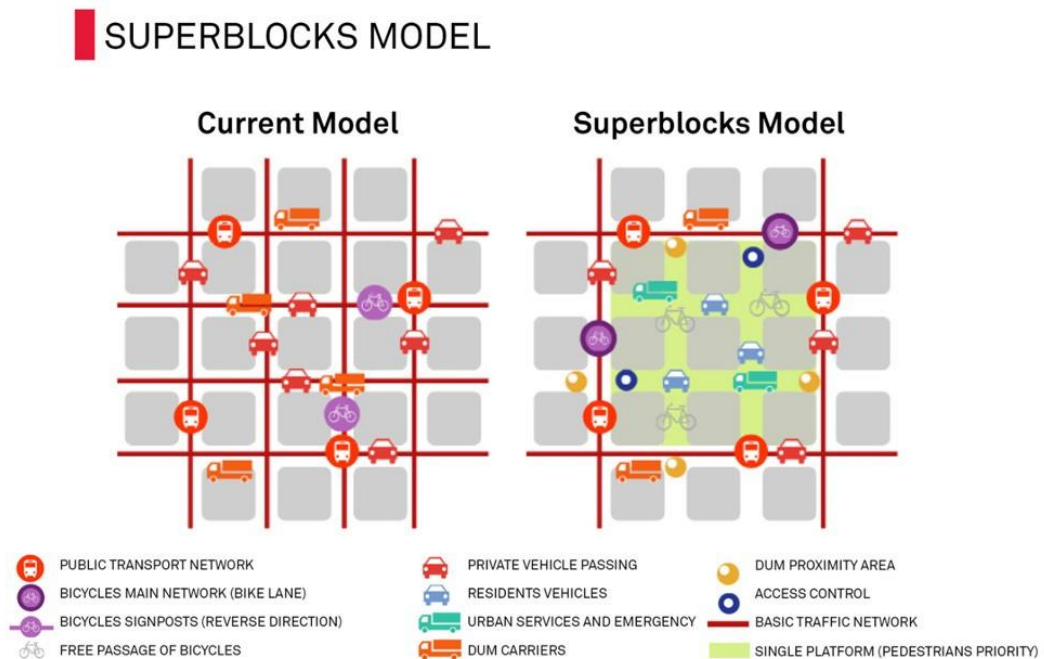 SUPERBLOCKS MODEL
Current Model
Superblocks Model
PUBLIC TRANSPORT NETWORK
BICYCLES MAIN NETWORK (BIKE LANE)
BICYCLES SIGNPOSTS (REVERSE DIRECTION)
FREE PASSAGE OF BICYCLES
PRIVATE VEHICLE PASSING
RESIDENTS VEHICLES
URBAN SERVICES AND EMERGENCY
DUM CARRIERS
DUM PROXIMITY AREA
ACCESS CONTROL
BASIC TRAFFIC NETWORK
SINGLE PLATFORM (PEDESTRIANS PRIORITY)